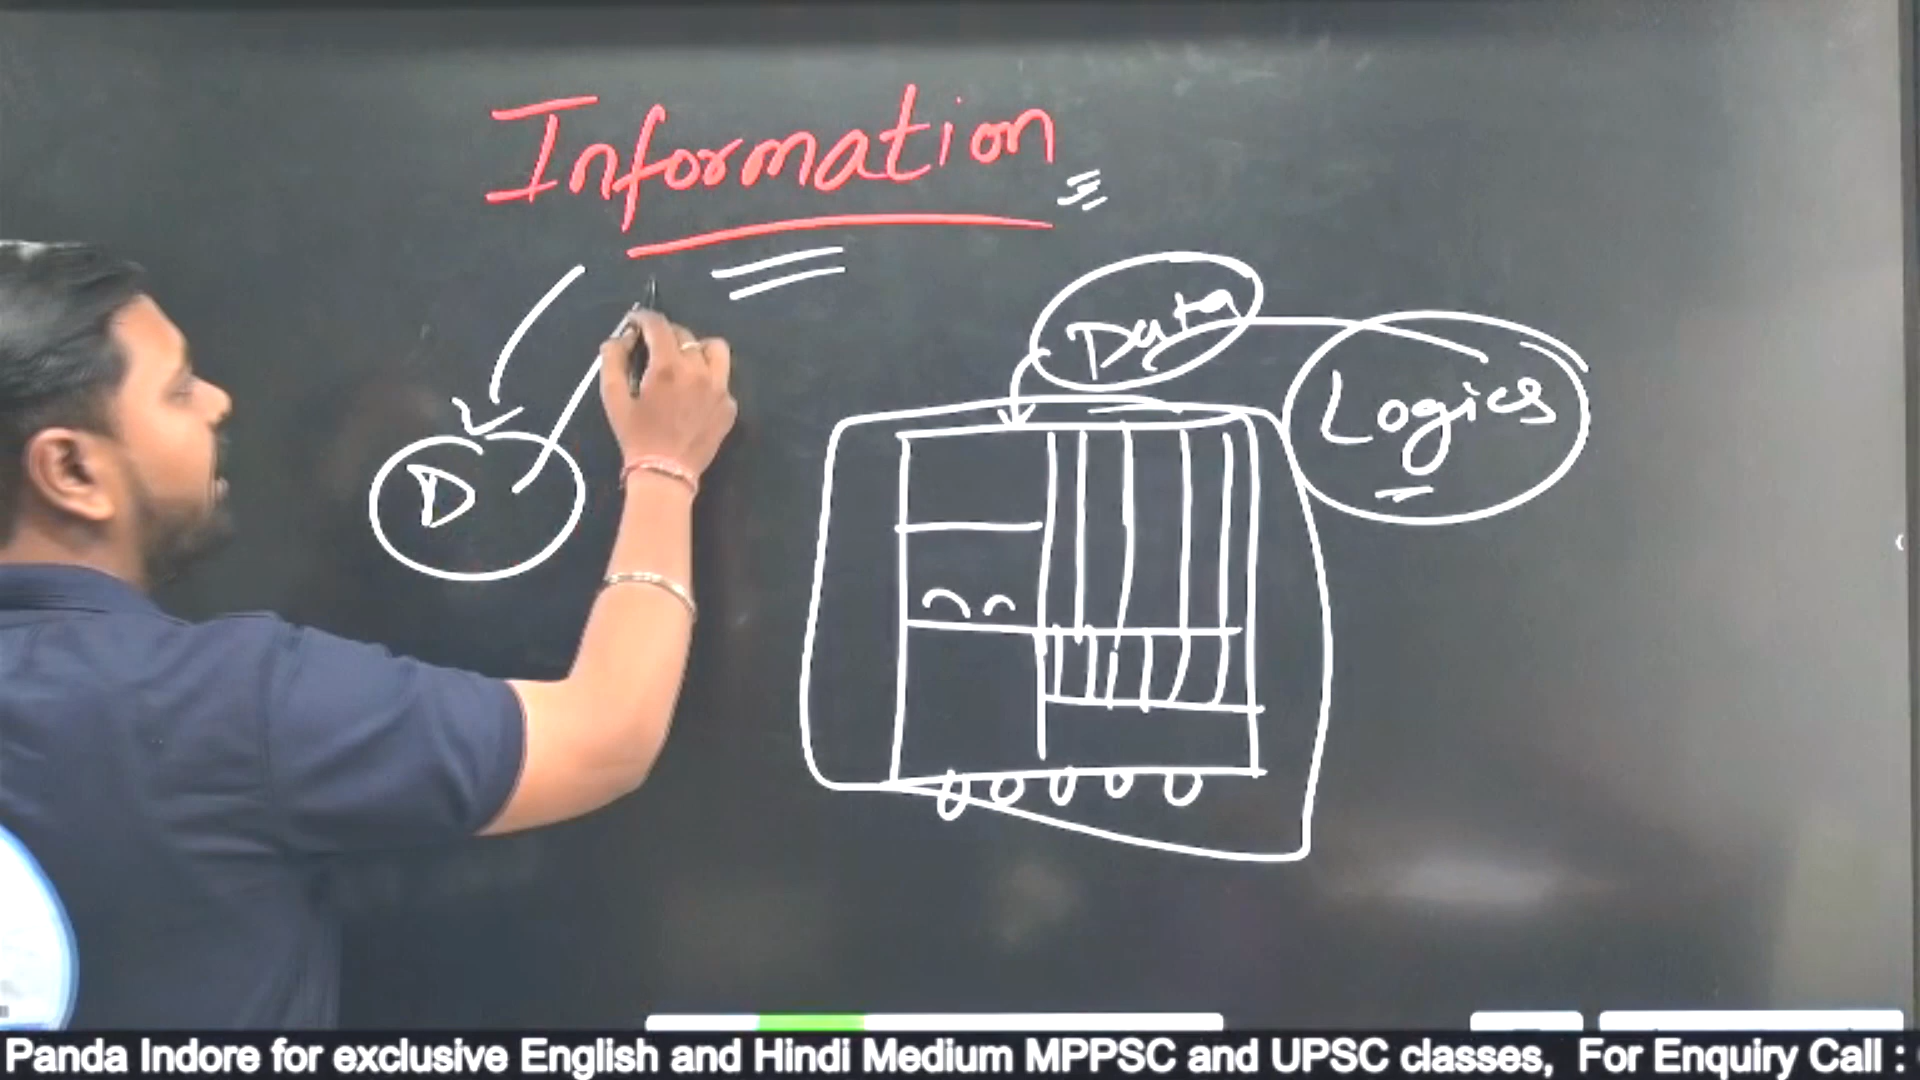 Information
Data
Logics
D
Panda Indore for exclusive English and Hindi Medium MPPSC and UPSC classes, For Enquiry Call :